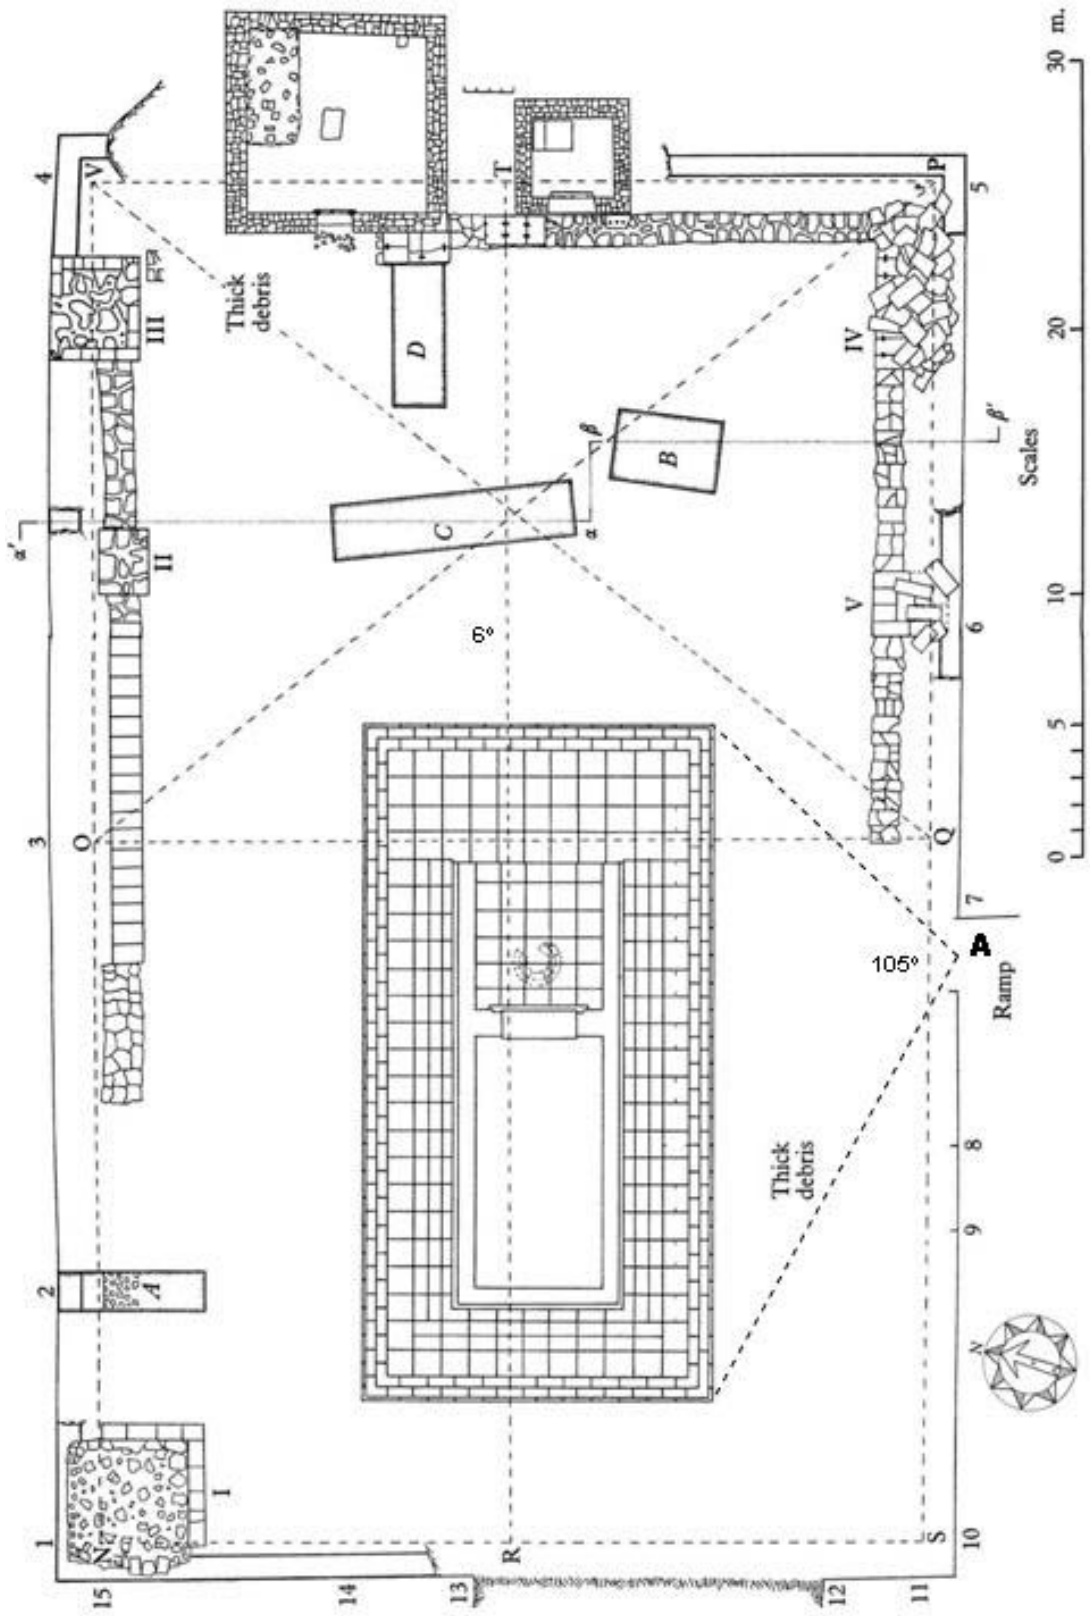 4
V
III
Thick
debris
T
P
5
D
IV
30 m.
20
10
5
0
Scales
α'
β
β'
B
C
α
II
V
6
6°
3
O
Q
7
A
105°
Ramp
Thick
debris
8
9
2
A
N
1
N
I
R
S
10
15
14
13
12
11